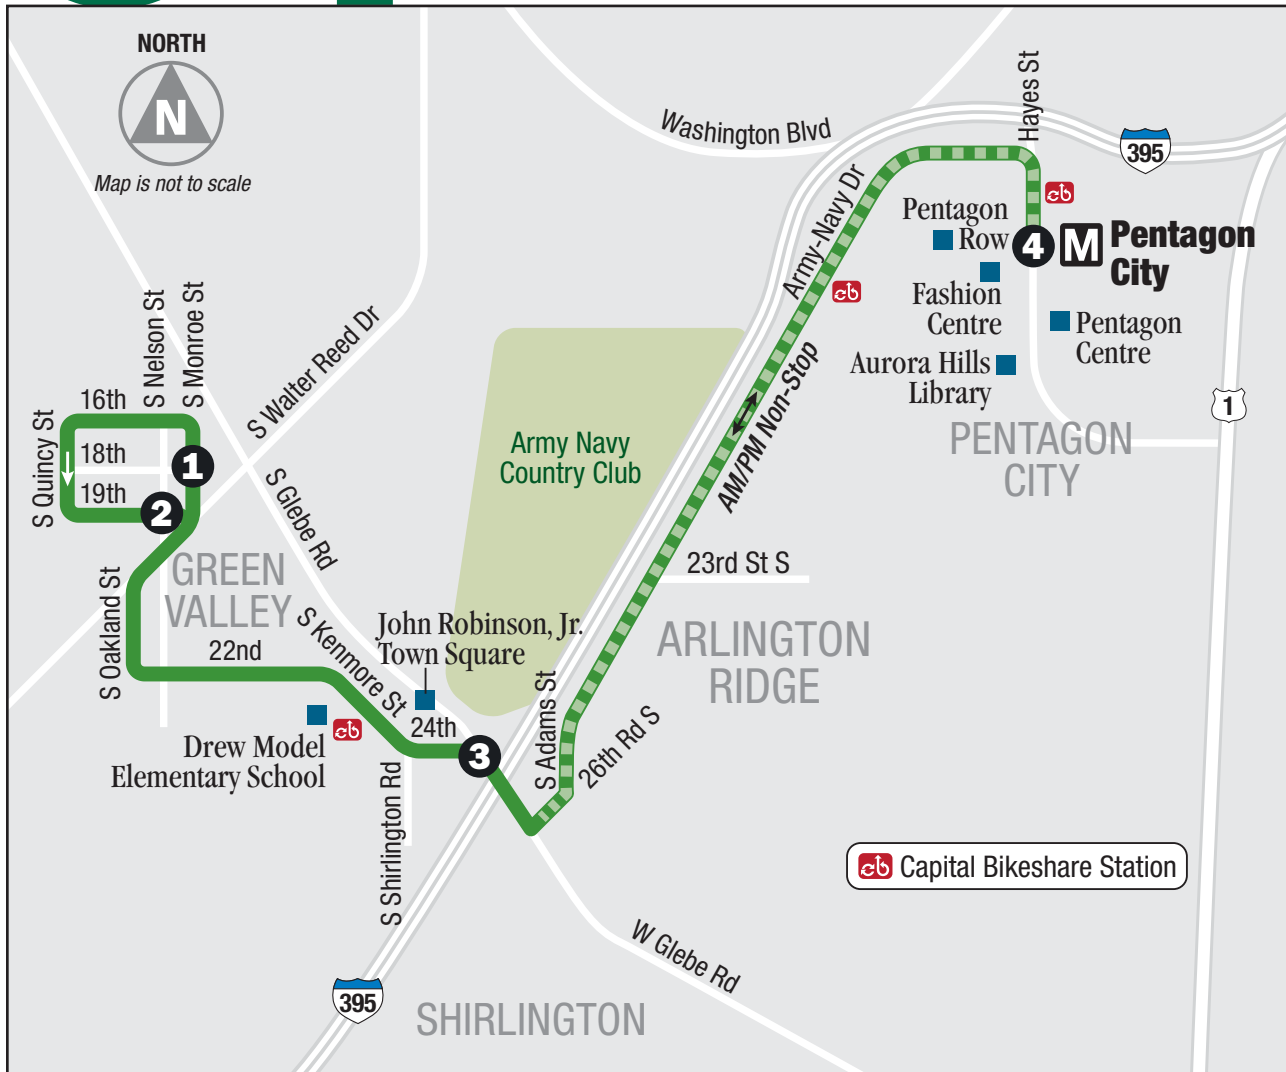 NORTH
N
Map is not to scale
Washington Blvd
Hayes St
395
Army-Navy Dr
Pentagon
Row
4
M
Pentagon
City
Fashion
Centre
Pentagon
Centre
Aurora Hills
Library
1
PENTAGON
CITY
S Nelson St
S Monroe St
S Walter Reed Dr
16th
S Quincy St
18th
1
19th
2
S Glebe Rd
Army Navy
Country Club
AM/PM Non-Stop
23rd St S
GREEN
VALLEY
S Oakland St
22nd
S Kenmore St
John Robinson, Jr.
Town Square
ARLINGTON
RIDGE
24th
3
S Adams St
26th Rd S
Drew Model
Elementary School
S Shirlington Rd
Capital Bikeshare Station
W Glebe Rd
395
SHIRLINGTON